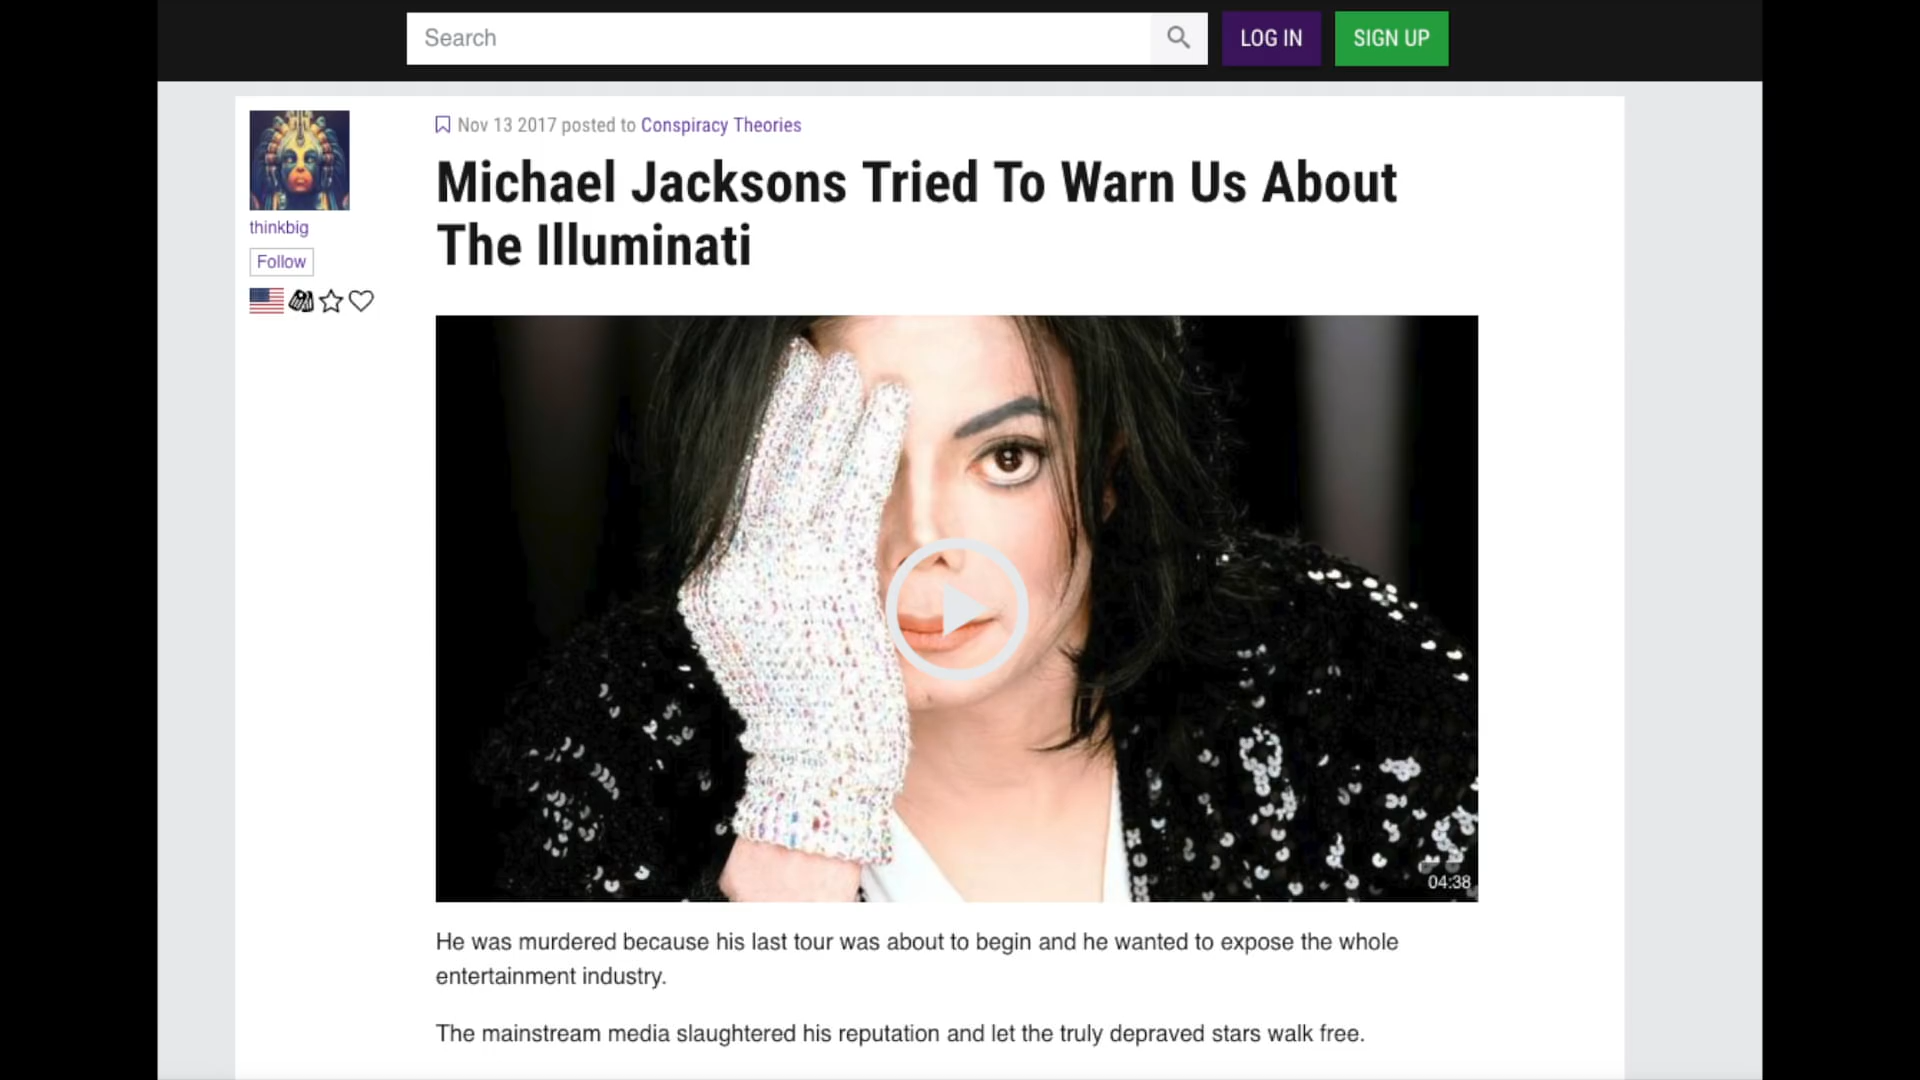 Search
LOG IN
SIGN UP
thinkbig
Follow
Nov 13 2017 posted to Conspiracy Theories
Michael Jacksons Tried To Warn Us About
The Illuminati
04:38
He was murdered because his last tour was about to begin and he wanted to expose the whole
entertainment industry.
The mainstream media slaughtered his reputation and let the truly depraved stars walk free.